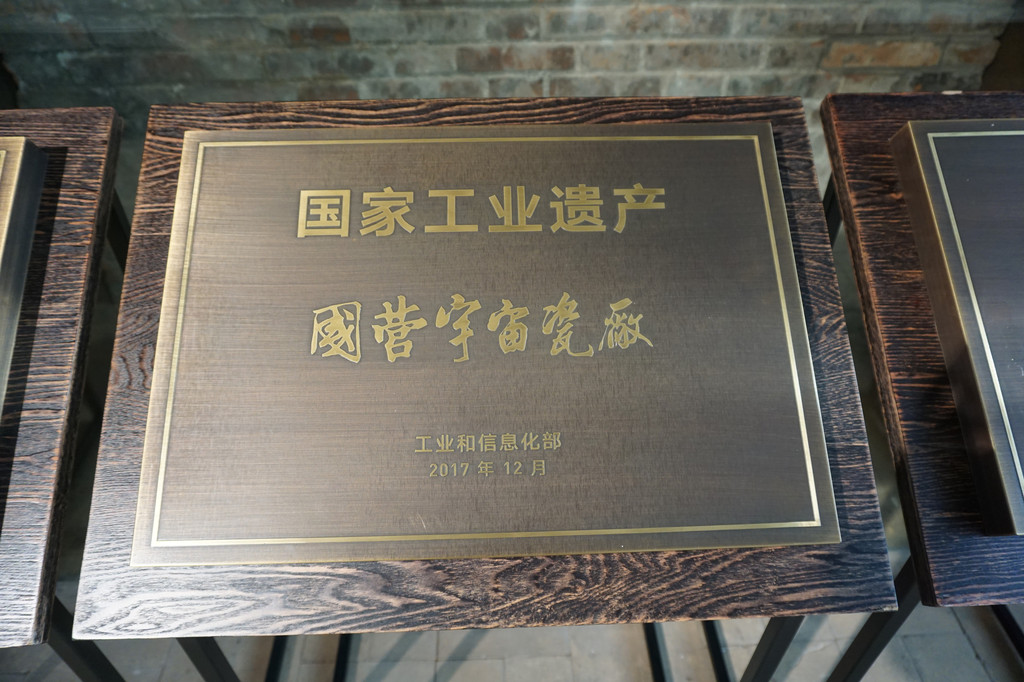 国家工业遗产
國营宇宙瓷廠
工业和信息化部
2017 年 12 月